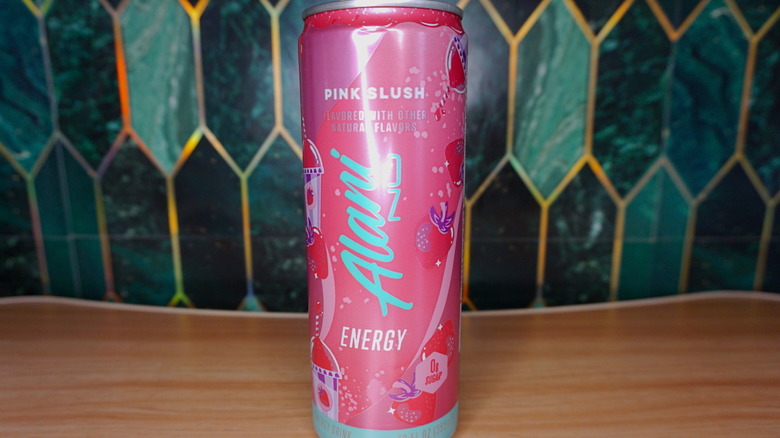 PINK SLUSH
FLAVORED WITH OTHER
NATURAL FLAVORS
Alani
NU
ENERGY
0g
SUGAR